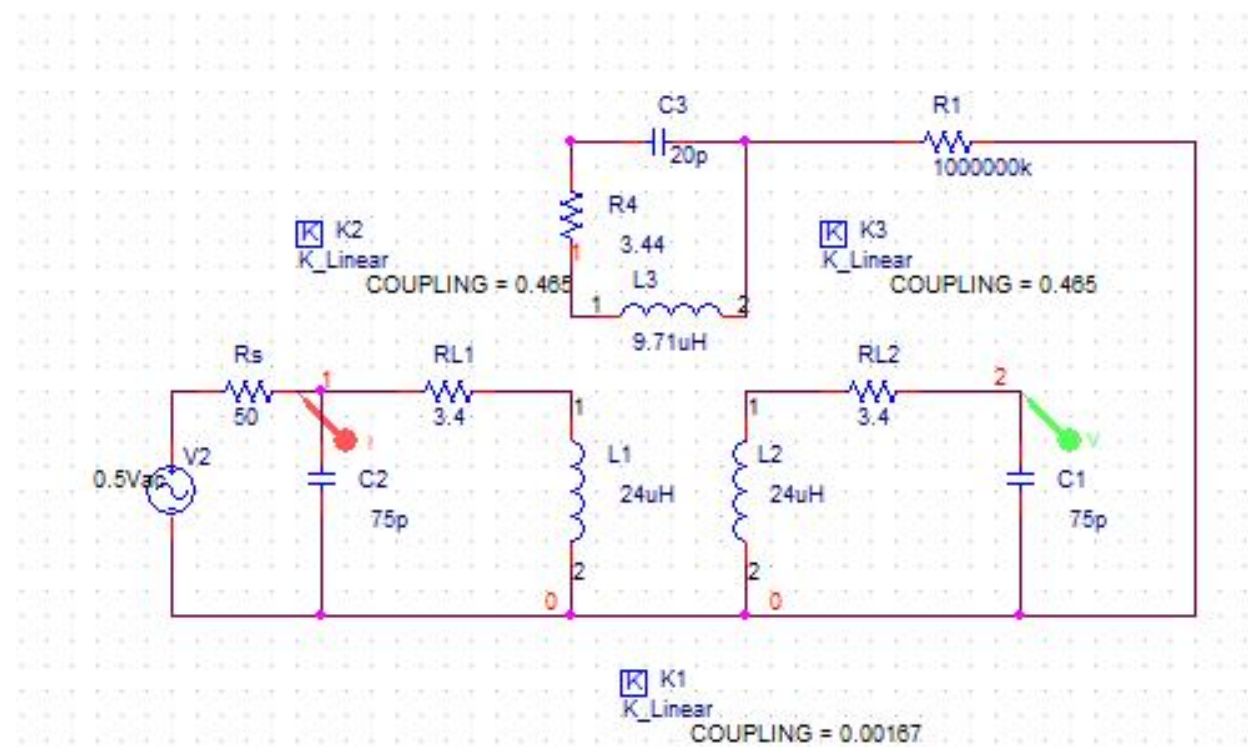 C3
20p
R1
1000000k
R4
3.44
1
K K2
K_Linear
COUPLING = 0.465
K K3
K_Linear
COUPLING = 0.465
L3
1
2
9.71uH
Rs
50
1
RL1
3.4
RL2
3.4
2
1
1
V2
0.5Vac
C2
75p
L1
24uH
L2
24uH
V
C1
75p
2
2
0
0
K K1
K_Linear
COUPLING = 0.00167